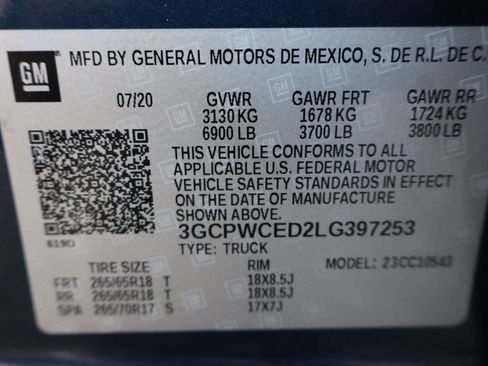 GM MFD BY GENERAL MOTORS DE MEXICO, S. DE R.L. DE C.
07/20 GVWR GAWR FRT GAWR RR
3130 KG 1678 KG 1724 KG
6900 LB 3700 LB 3800 LB
THIS VEHICLE CONFORMS TO ALL
APPLICABLE U.S. FEDERAL MOTOR
VEHICLE SAFETY STANDARDS IN EFFECT
ON THE DATE OF MANUFACTURE
SHOWN ABOVE.
6190
3GCPWCED2LG397253
TYPE: TRUCK
TIRE SIZE RIM MODEL: 23CC10543
FRT 265/65R18 T 18X8.5J
RR 265/65R18 T 18X8.5J
SPA 265/70R17 S 17X7J